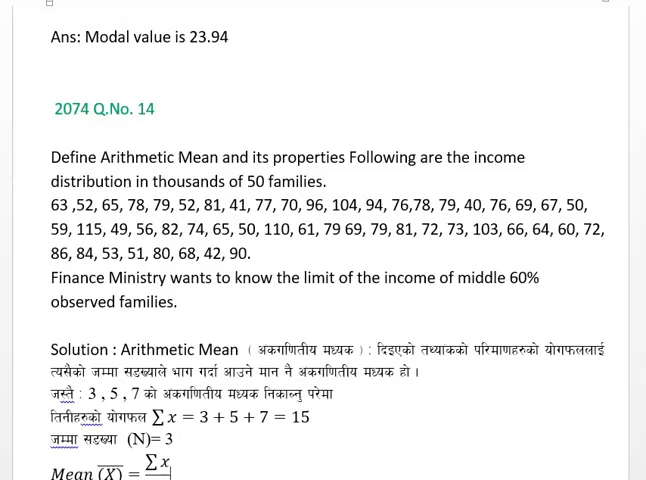 Ans: Modal value is 23.94
2074 Q.No. 14
Define Arithmetic Mean and its properties Following are the income
distribution in thousands of 50 families.
63 ,52, 65, 78, 79, 52, 81, 41, 77, 70, 96, 104, 94, 76,78, 79, 40, 76, 69, 67, 50,
59, 115, 49, 56, 82, 74, 65, 50, 110, 61, 79 69, 79, 81, 72, 73, 103, 66, 64, 60, 72,
86, 84, 53, 51, 80, 68, 42, 90.
Finance Ministry wants to know the limit of the income of middle 60%
observed families.
Solution : Arithmetic Mean ( अकगणितीय मध्यक ) : दिइएको तथ्यांकको परिमाणहरुको योगफललाई
त्यसैको जम्मा सङख्याले भाग गर्दा आउने मान नै अकगणितीय मध्यक हो ।
जस्तै : 3 , 5 , 7 को अकगणितीय मध्यक निकाल्नु परेमा
तिनीहरुको योगफल ∑ x = 3 + 5 + 7 = 15
जम्मा सङख्या (N)= 3
Mean (X̅) = ∑ x